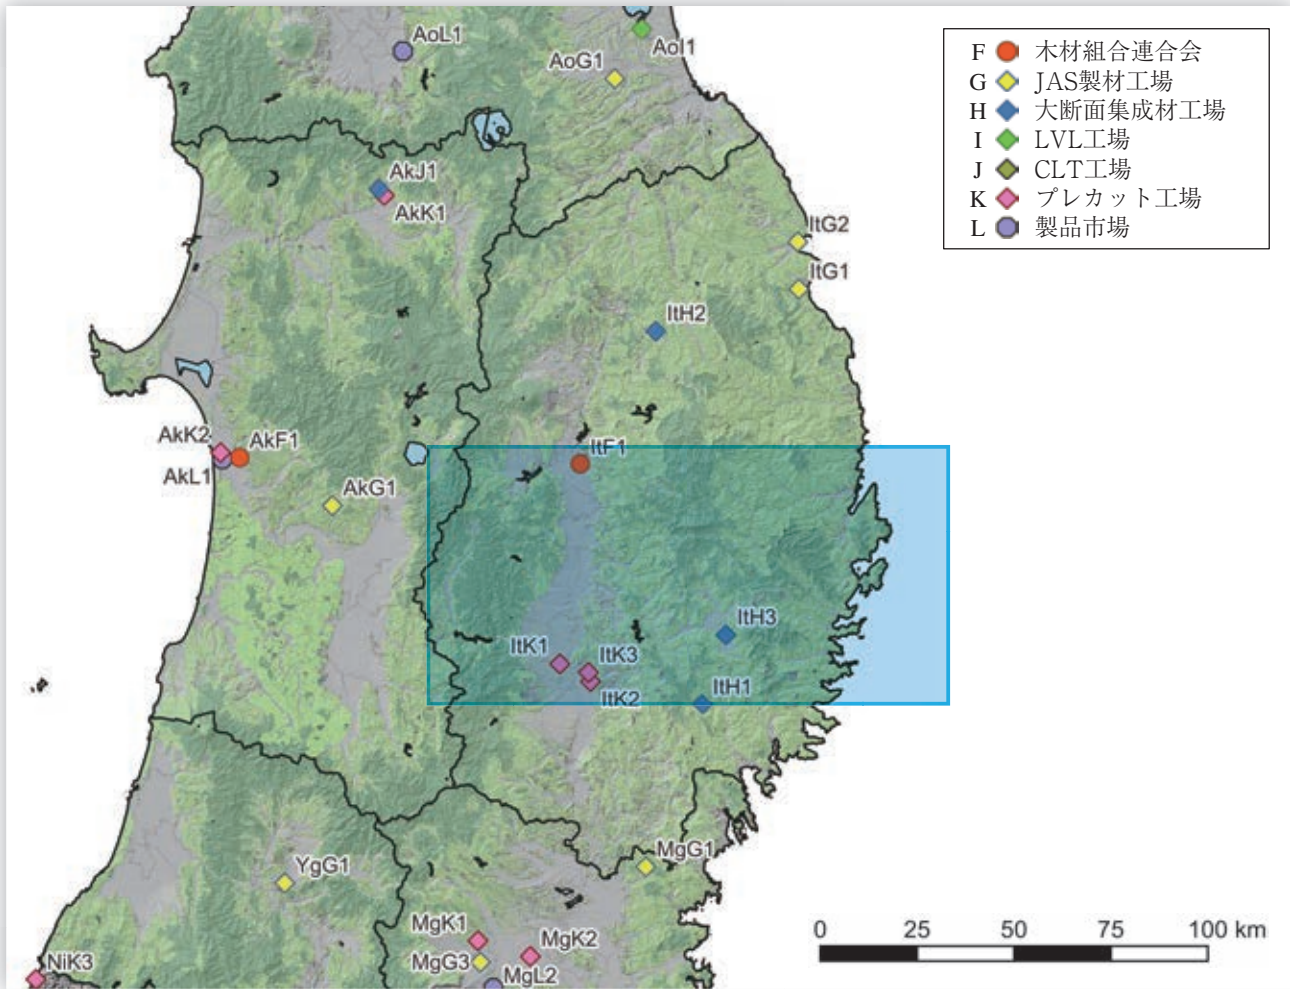 AoL1
AoI1
AoG1
F 木材組合連合会
G JAS製材工場
H 大断面集成材工場
I LVL工場
J CLT工場
K プレカット工場
L 製品市場
AkJ1
AkK1
ItG2
ItG1
ItH2
AkK2
AkF1
AkL1
ItF1
AkG1
ItH3
ItK1
ItK3
ItK2
ItH1
YgG1
MgG1
MgK1
MgK2
MgG3
MgL2
NiK3
0 25 50 75 100 km